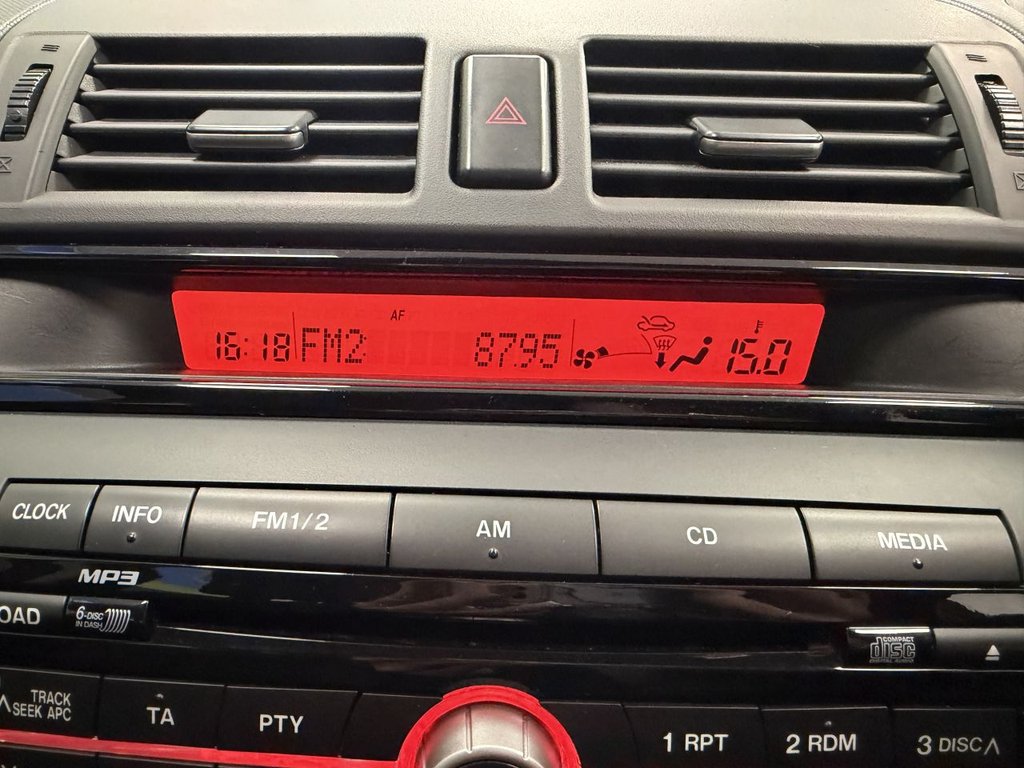 AF
16:18 FM2 87.95 15.0
CLOCK INFO FM1/2 AM CD MEDIA
MP3
OAD 6-DISC IN DASH
COMPACT
disc
DIGITAL AUDIO
TRACK
SEEK APC TA PTY 1 RPT 2 RDM 3 DISC